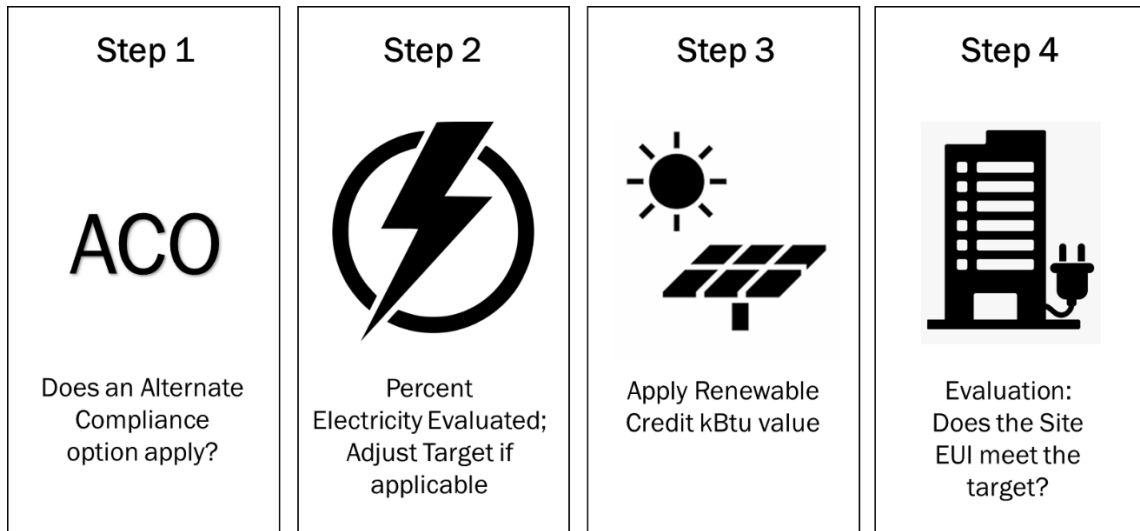 Step 1
ACO
Does an Alternate
Compliance
option apply?
Step 2
Percent
Electricity Evaluated;
Adjust Target if
applicable
Step 3
Apply Renewable
Credit kBtu value
Step 4
Evaluation:
Does the Site
EUI meet the
target?